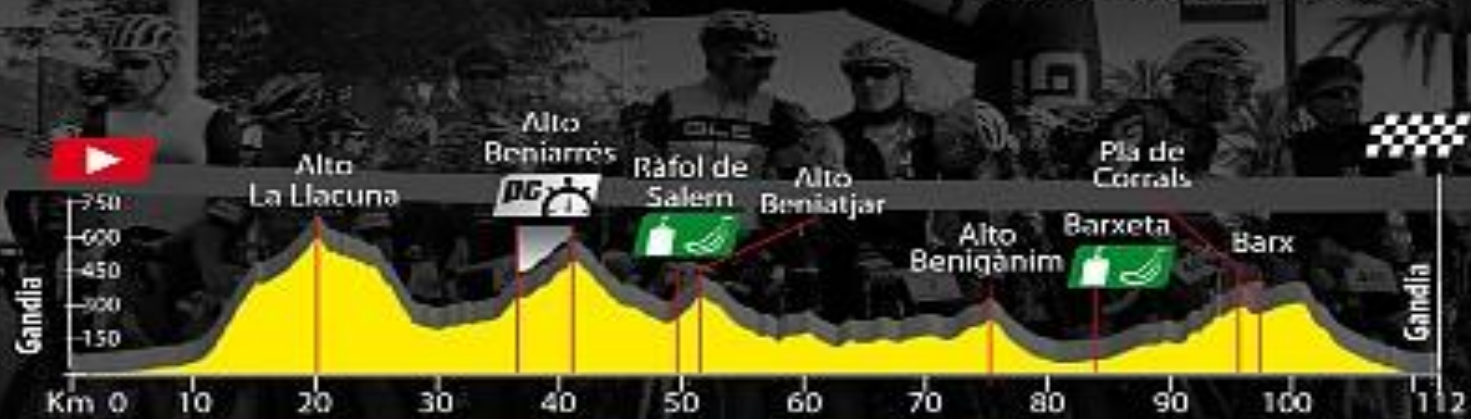 Alto
Beniarrés
Alto
La Llacuna
pc
Ràfol de
Salem
Alto
Beniatjar
Pla de
Corrals
Alto
Benigànim
Barxeta
Barx
750
600
450
300
150
Gandia
Gandia
Km 0 10 20 30 40 50 60 70 80 90 100 112